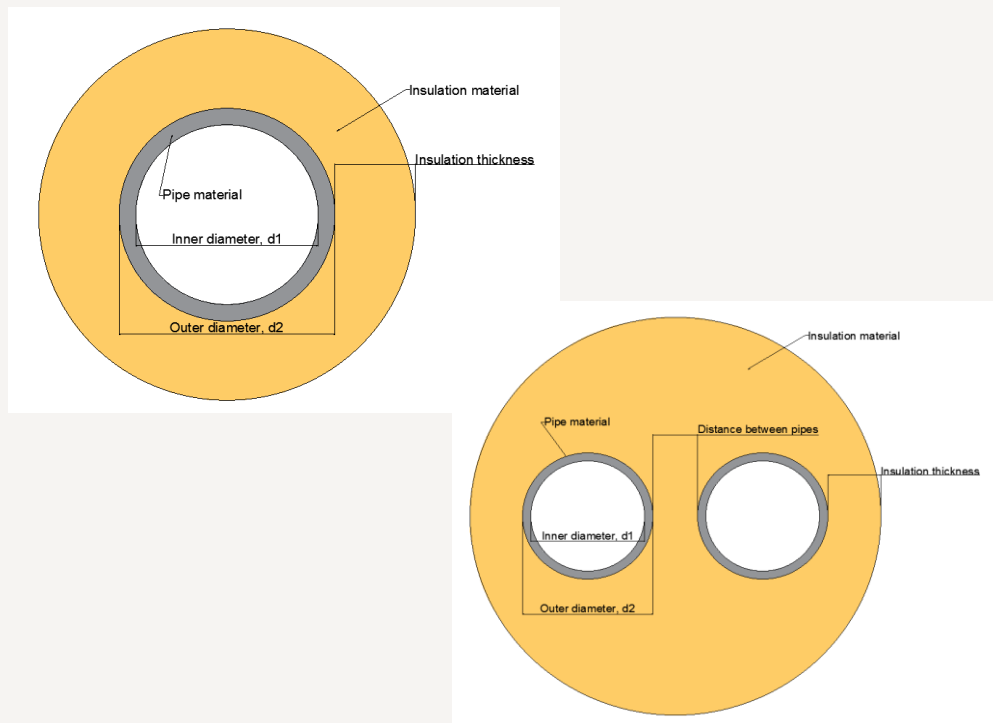 Insulation material
Insulation thickness
Pipe material
Inner diameter, d1
Outer diameter, d2
Insulation material
Pipe material
Distance between pipes
Insulation thickness
Inner diameter, d1
Outer diameter, d2